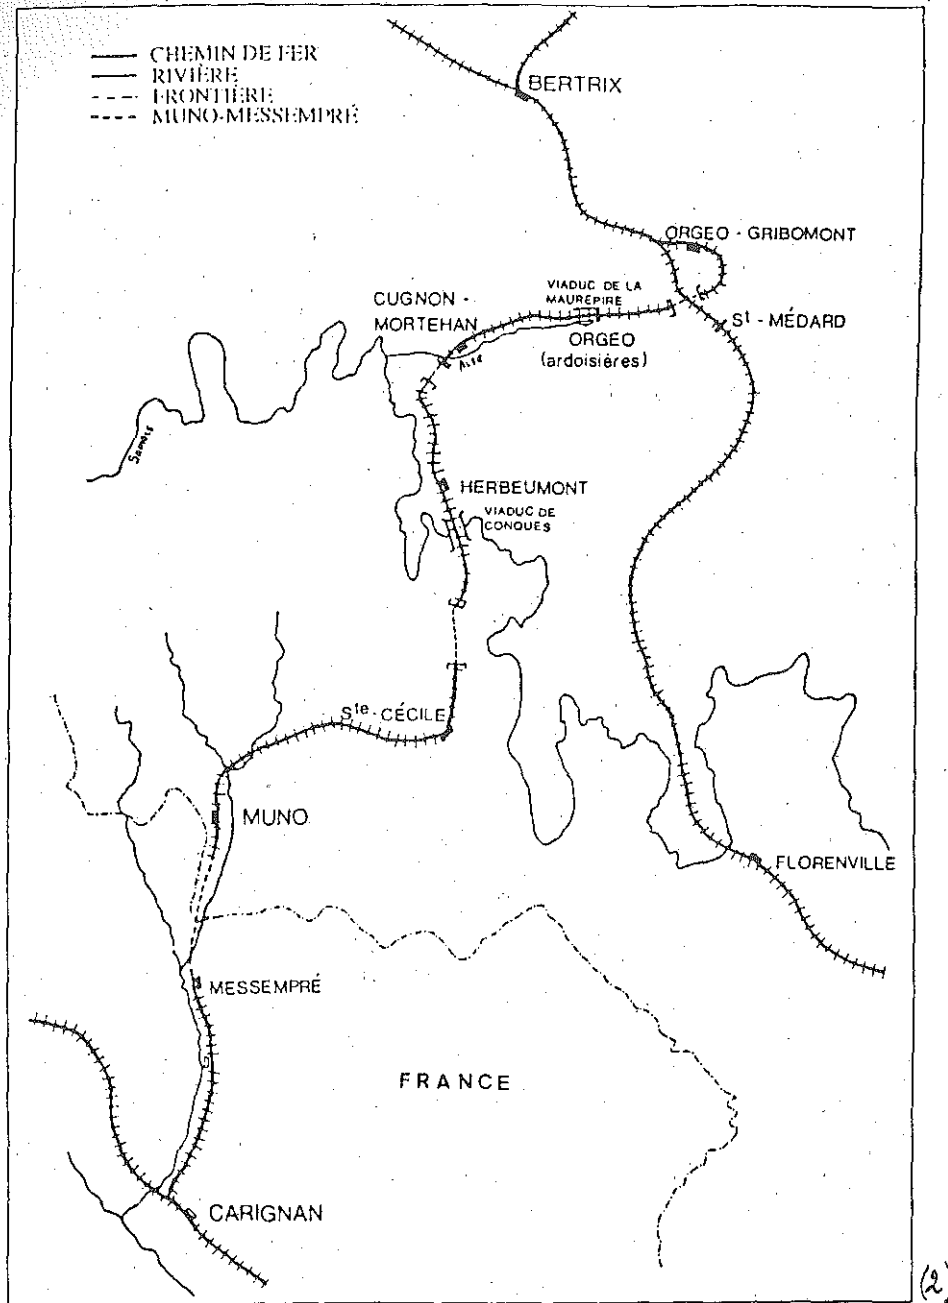 CHEMIN DE FER
RIVIÈRE
FRONTIÈRE
MUNO-MESSEMPRÉ
BERTRIX
ORGEO - GRIBOMONT
VIADUC DE LA
MAUREPIRE
CUGNON -
MORTEHAN
St - MÉDARD
ORGEO
(ardoisières)
Alse
Semois
HERBEUMONT
VIADUC DE
CONQUES
Ste - CÉCILE
MUNO
FLORENVILLE
MESSEMPRÉ
FRANCE
CARIGNAN
(2)